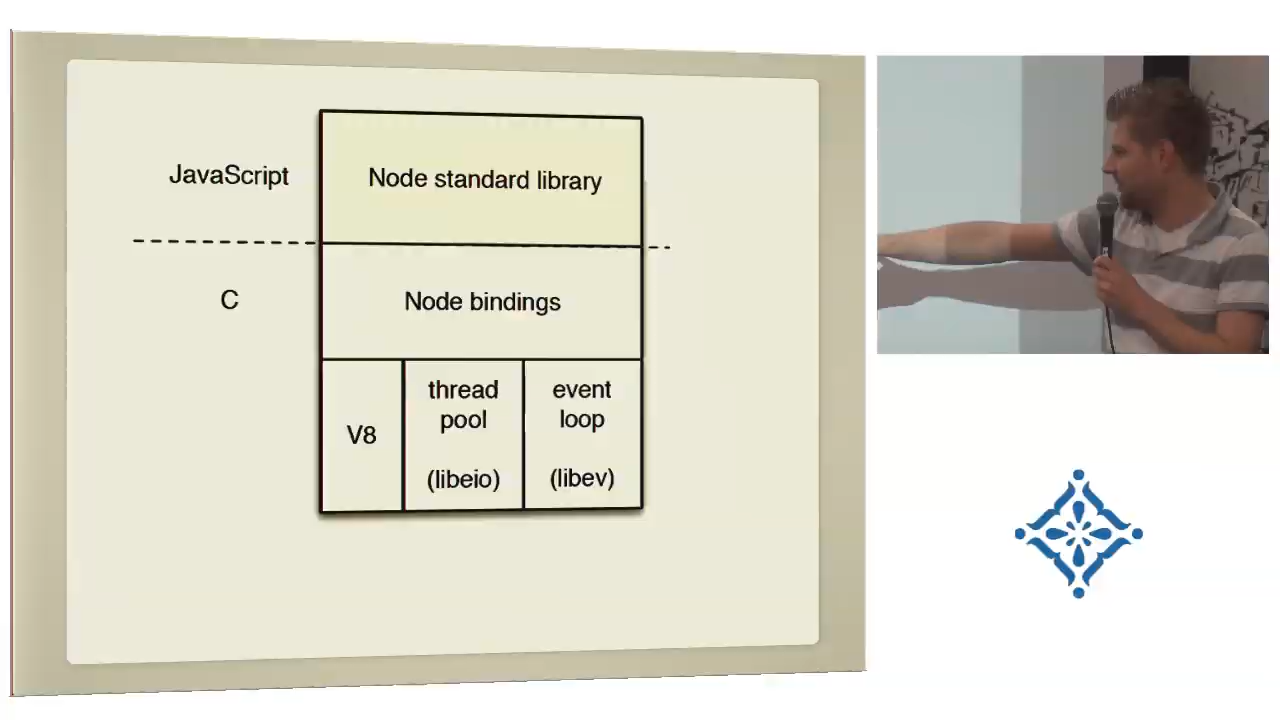 JavaScript
Node standard library
C
Node bindings
V8
thread
pool
(libeio)
event
loop
(libev)